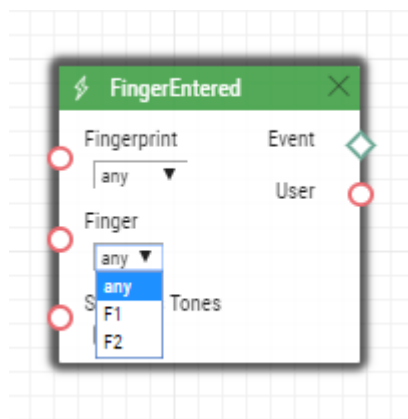 FingerEntered
Fingerprint Event
any
User
Finger
any
any
Tones
F1
F2